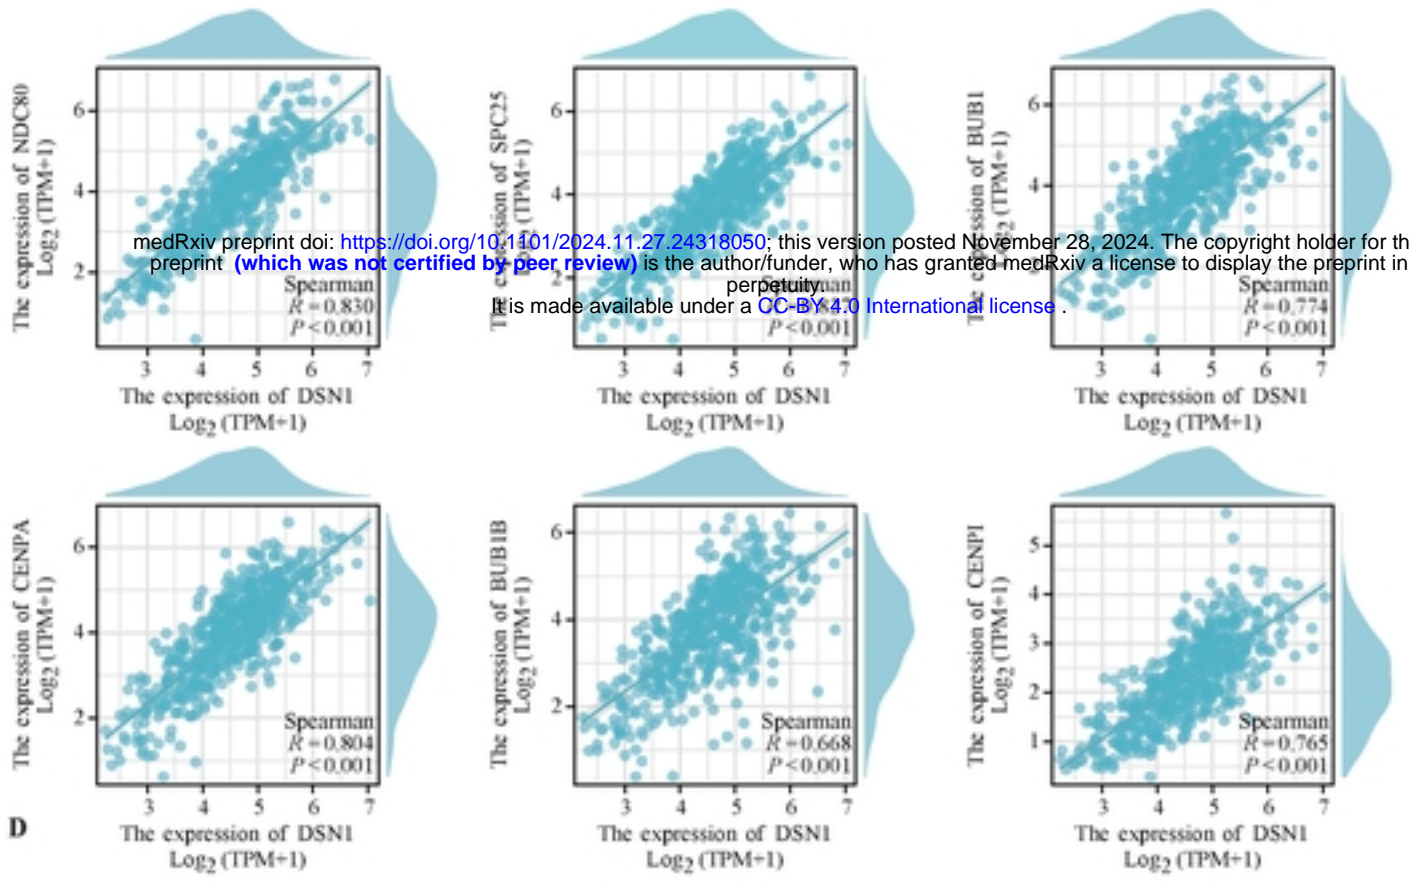 The expression of NDC80
Log2 (TPM+1)
6
4
2
Spearman
R=0.830
P<0.001
3 4 5 6 7
The expression of DSN1
Log2 (TPM+1)
The expression of SPC25
Log2 (TPM+1)
6
4
2
P<0.001
3 4 5 6 7
The expression of DSN1
Log2 (TPM+1)
The expression of BUB1
Log2 (TPM+1)
6
4
Spearman
R=0.774
P<0.001
3 4 5 6 7
The expression of DSN1
Log2 (TPM+1)
medRxiv preprint doi: https://doi.org/10.1101/2024.11.27.24318050; this version posted November 28, 2024. The copyright holder for th
preprint (which was not certified by peer review) is the author/funder, who has granted medRxiv a license to display the preprint in
perpetuity.
It is made available under a CC-BY 4.0 International license .
The expression of CENPA
Log2 (TPM+1)
6
4
2
Spearman
R=0.804
P<0.001
3 4 5 6 7
The expression of DSN1
Log2 (TPM+1)
The expression of BUB1B
Log2 (TPM+1)
6
4
2
Spearman
R=0.668
P<0.001
3 4 5 6 7
The expression of DSN1
Log2 (TPM+1)
The expression of CENPI
Log2 (TPM+1)
5
4
3
2
1
Spearman
R=0.765
P<0.001
3 4 5 6 7
The expression of DSN1
Log2 (TPM+1)
D